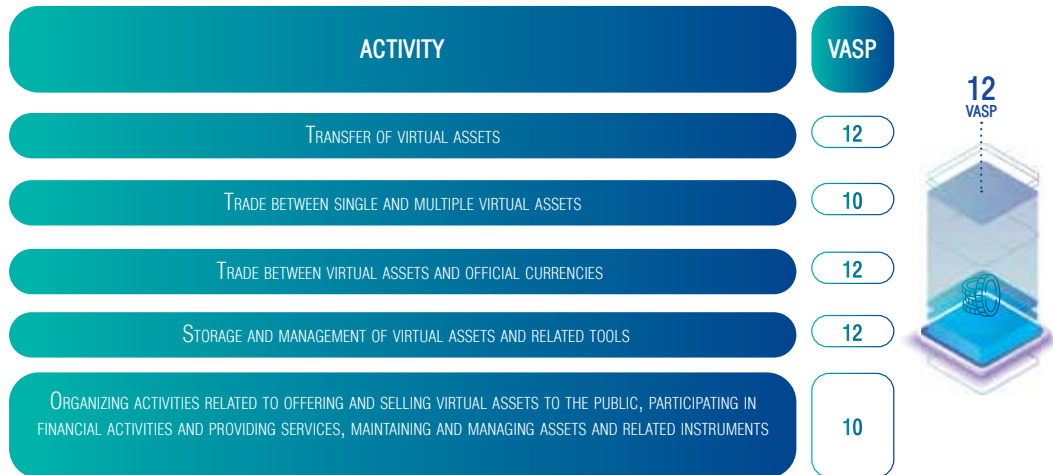 ACTIVITY
VASP
TRANSFER OF VIRTUAL ASSETS
12
TRADE BETWEEN SINGLE AND MULTIPLE VIRTUAL ASSETS
10
TRADE BETWEEN VIRTUAL ASSETS AND OFFICIAL CURRENCIES
12
STORAGE AND MANAGEMENT OF VIRTUAL ASSETS AND RELATED TOOLS
12
ORGANIZING ACTIVITIES RELATED TO OFFERING AND SELLING VIRTUAL ASSETS TO THE PUBLIC, PARTICIPATING IN
FINANCIAL ACTIVITIES AND PROVIDING SERVICES, MAINTAINING AND MANAGING ASSETS AND RELATED INSTRUMENTS
10
12
VASP